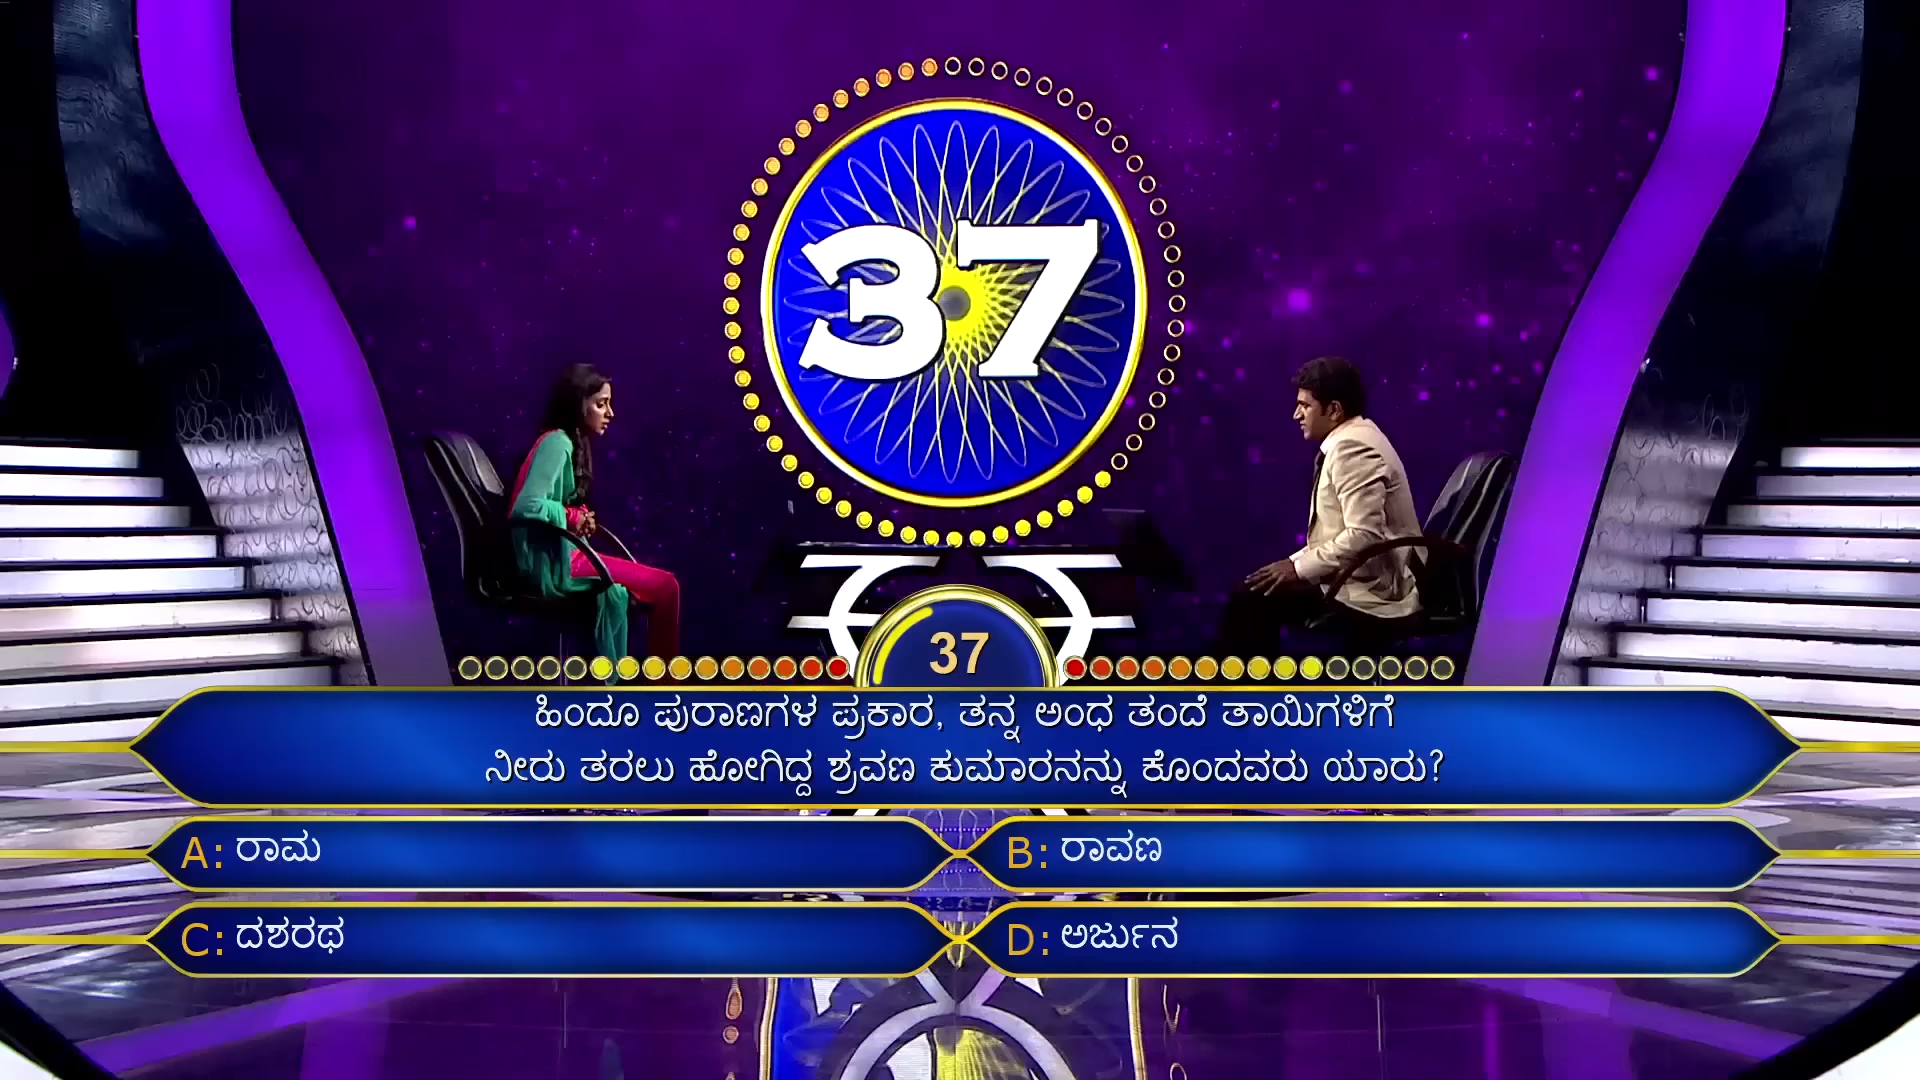 37
37
ಹಿಂದೂ ಪುರಾಣಗಳ ಪ್ರಕಾರ, ತನ್ನ ಅಂಧ ತಂದೆ ತಾಯಿಗಳಿಗೆ
ನೀರು ತರಲು ಹೋಗಿದ್ದ ಶ್ರವಣ ಕುಮಾರನನ್ನು ಕೊಂದವರು ಯಾರು?
A: ರಾಮ
B: ರಾವಣ
C: ದಶರಥ
D: ಅರ್ಜುನ